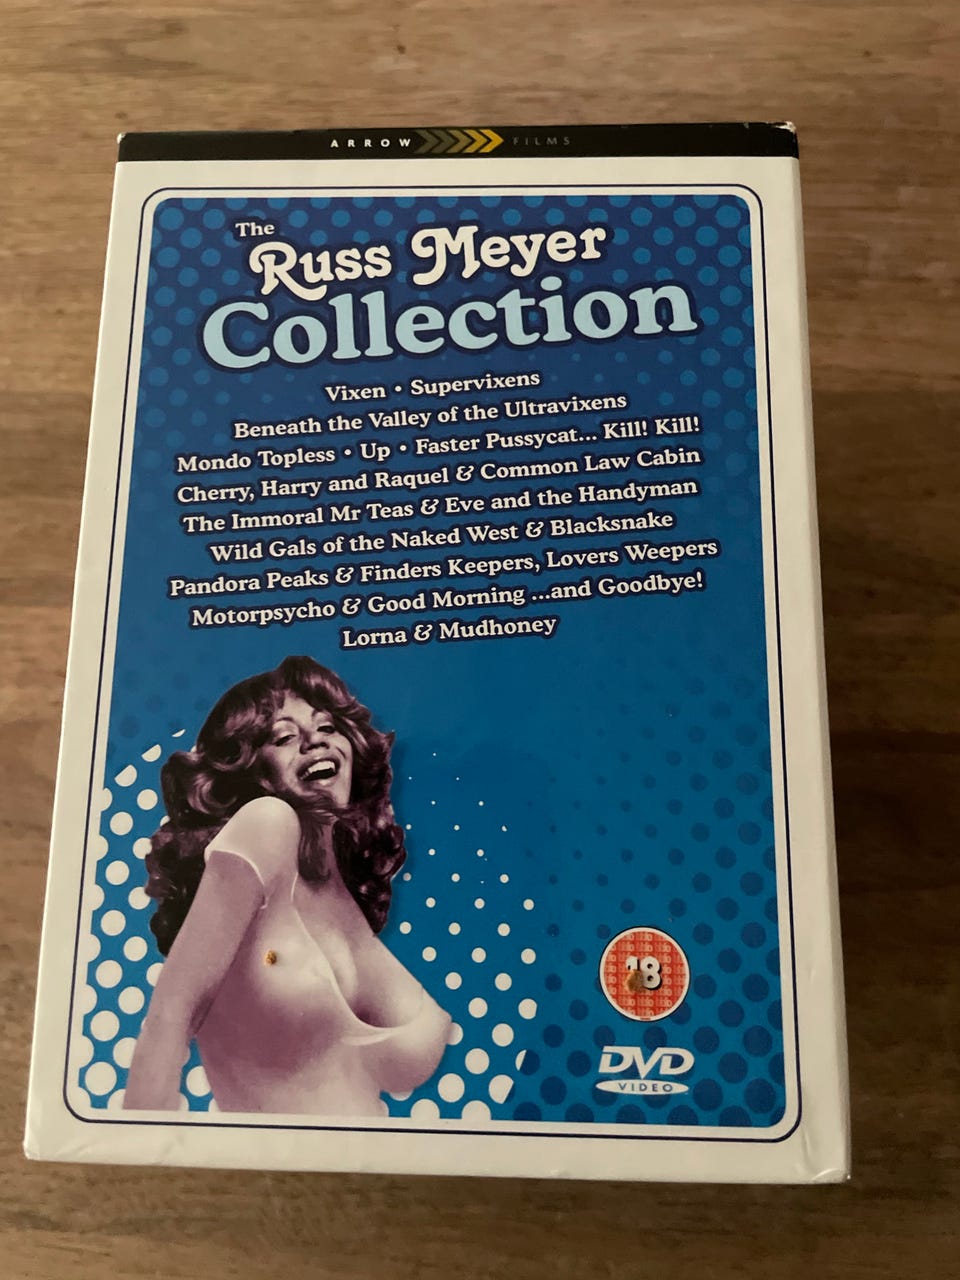 ARROW FILMS
The
Russ Meyer
Collection
Vixen • Supervixens
Beneath the Valley of the Ultravixens
Mondo Topless • Up • Faster Pussycat... Kill! Kill!
Cherry, Harry and Raquel & Common Law Cabin
The Immoral Mr Teas & Eve and the Handyman
Wild Gals of the Naked West & Blacksnake
Pandora Peaks & Finders Keepers, Lovers Weepers
Motorpsycho & Good Morning ...and Goodbye!
Lorna & Mudhoney
18
DVD
VIDEO